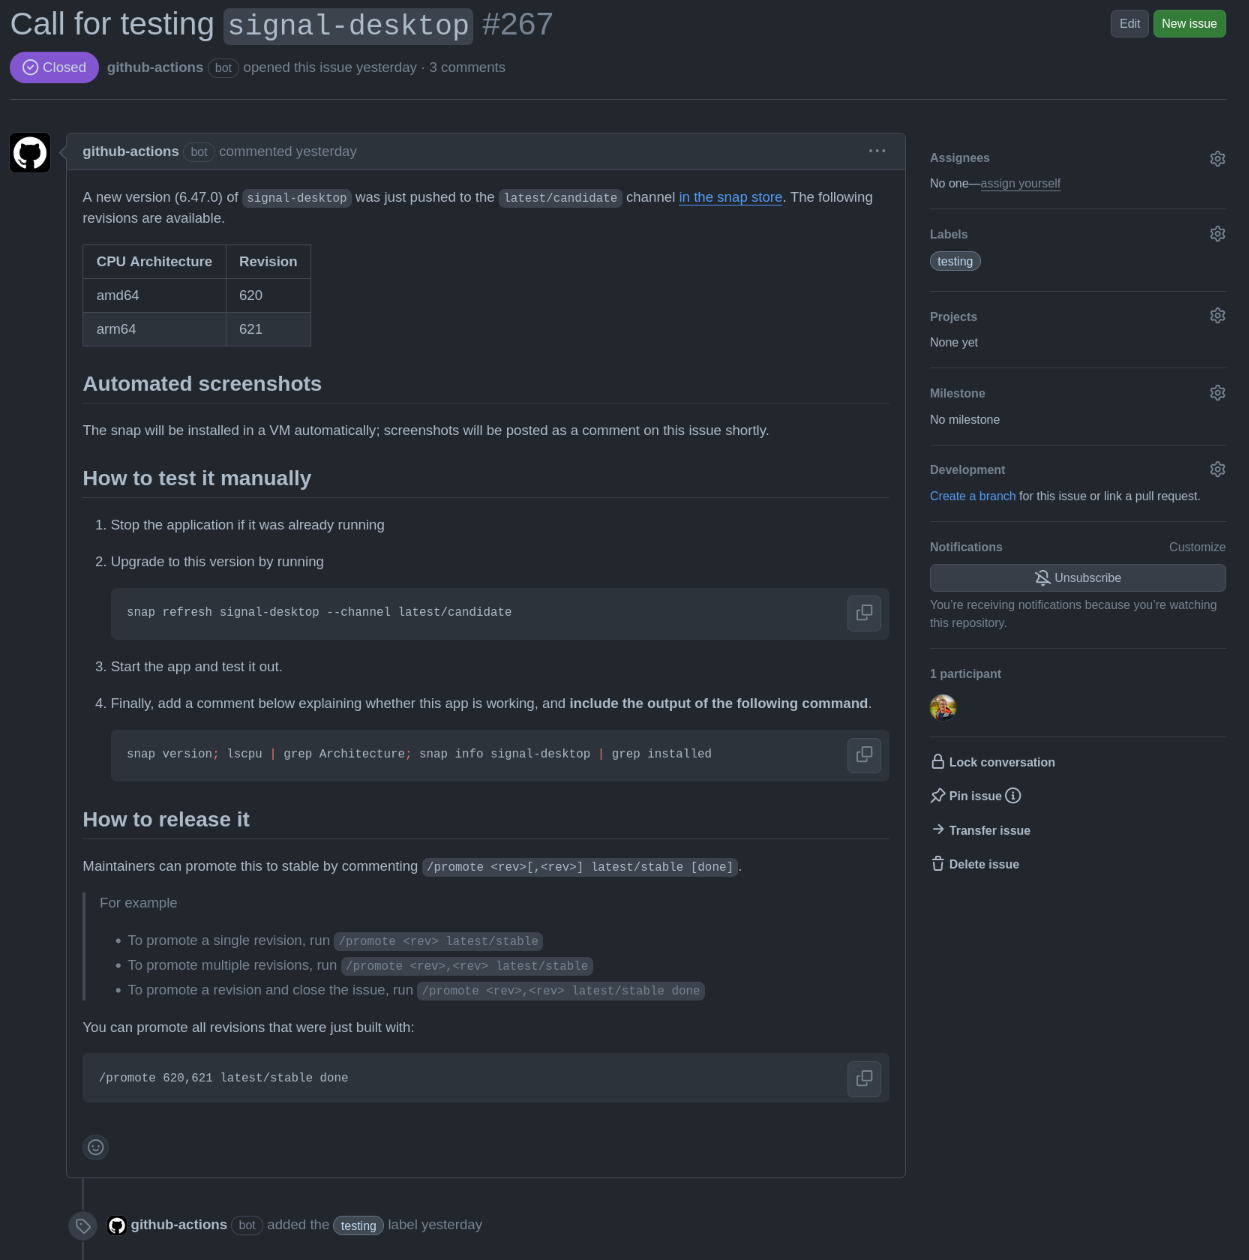 Call for testing signal-desktop #267
Edit
New issue
Closed
github-actions bot opened this issue yesterday · 3 comments
github-actions bot commented yesterday
A new version (6.47.0) of signal-desktop was just pushed to the latest/candidate channel in the snap store. The following
revisions are available.
CPU Architecture Revision
amd64 620
arm64 621
Automated screenshots
The snap will be installed in a VM automatically; screenshots will be posted as a comment on this issue shortly.
How to test it manually
1. Stop the application if it was already running
2. Upgrade to this version by running
snap refresh signal-desktop --channel latest/candidate
3. Start the app and test it out.
4. Finally, add a comment below explaining whether this app is working, and include the output of the following command.
snap version; lscpu | grep Architecture; snap info signal-desktop | grep installed
How to release it
Maintainers can promote this to stable by commenting /promote <rev>[,<rev>] latest/stable [done].
For example
• To promote a single revision, run /promote <rev> latest/stable
• To promote multiple revisions, run /promote <rev>,<rev> latest/stable
• To promote a revision and close the issue, run /promote <rev>,<rev> latest/stable done
You can promote all revisions that were just built with:
/promote 620,621 latest/stable done
github-actions bot added the testing label yesterday
Assignees
No one—assign yourself
Labels
testing
Projects
None yet
Milestone
No milestone
Development
Create a branch for this issue or link a pull request.
Notifications
Customize
Unsubscribe
You're receiving notifications because you're watching
this repository.
1 participant
Lock conversation
Pin issue
Transfer issue
Delete issue